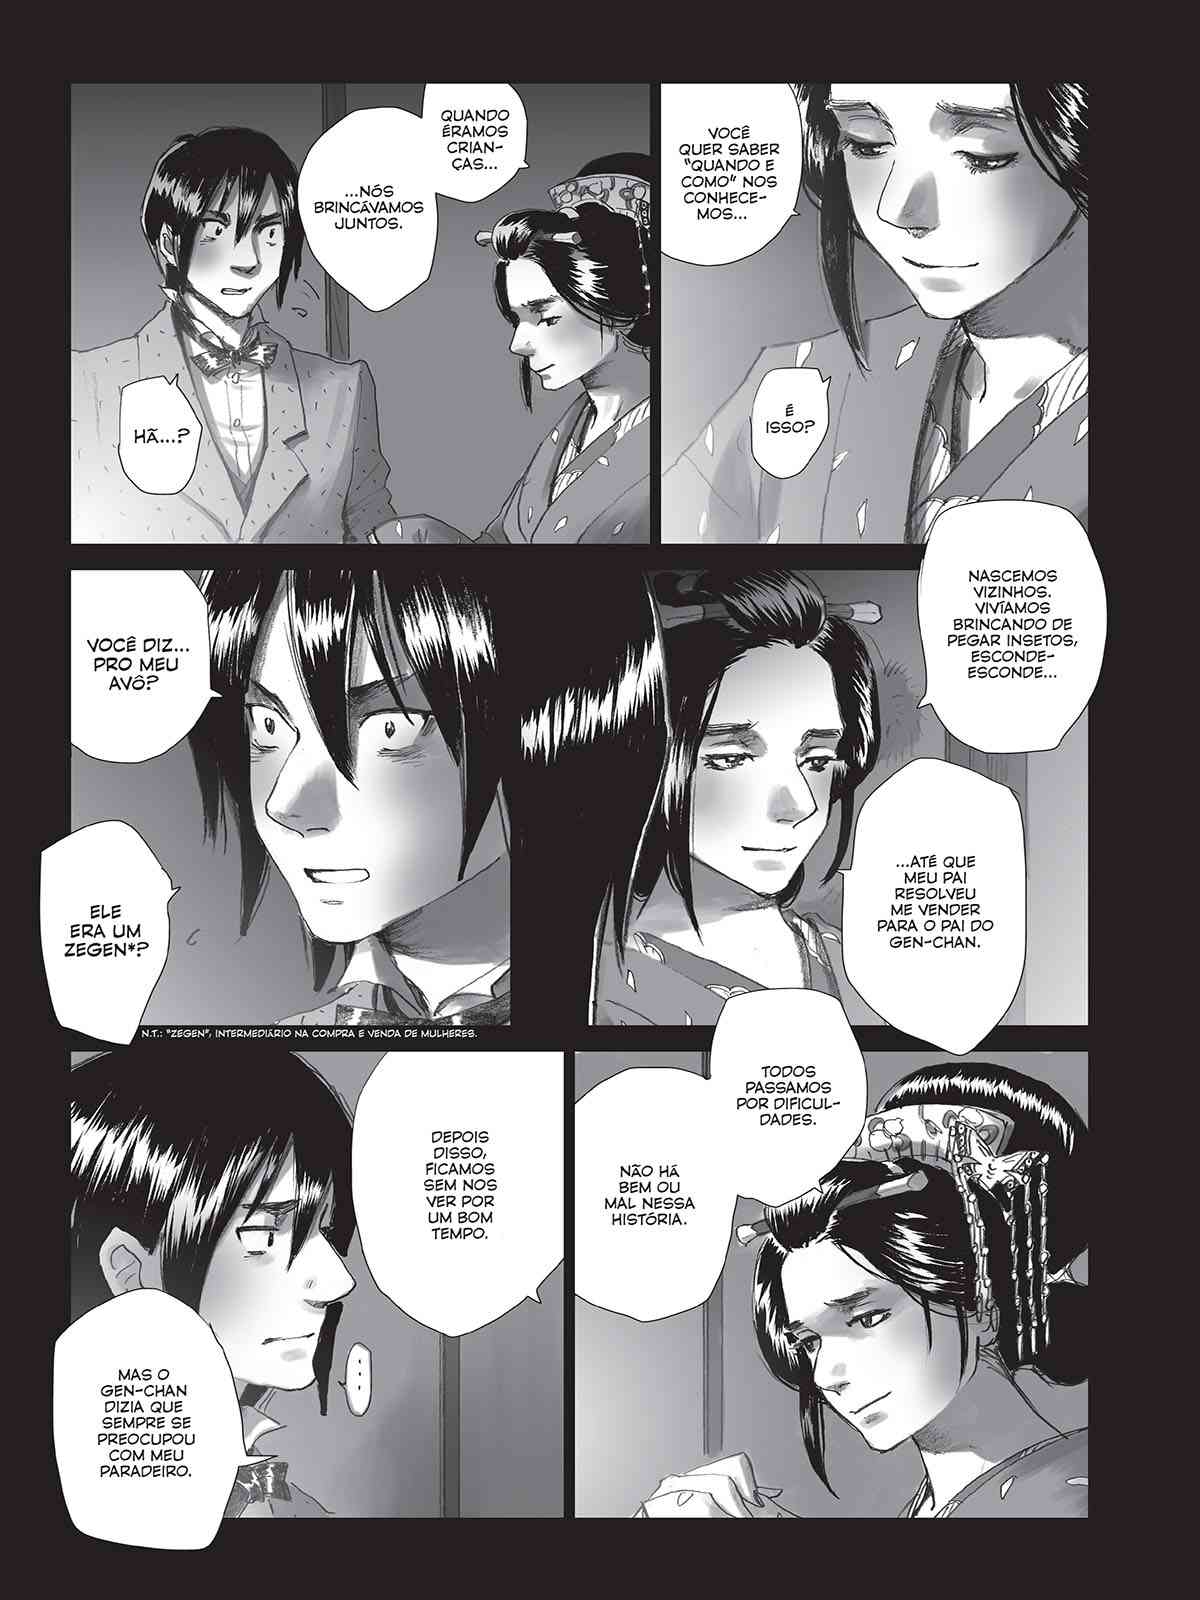 VOCÊ
QUER SABER
"QUANDO E
COMO" NOS
CONHECE-
MOS...
É
ISSO?
QUANDO
ÉRAMOS
CRIAN-
ÇAS...
...NÓS
BRINCÁVAMOS
JUNTOS.
HÃ...?
NASCEMOS
VIZINHOS.
VIVÍAMOS
BRINCANDO DE
PEGAR INSETOS,
ESCONDE-
ESCONDE...
...ATÉ QUE
MEU PAI
RESOLVEU
ME VENDER
PARA O PAI DO
GEN-CHAN.
VOCÊ DIZ...
PRO MEU
AVÔ?
ELE
ERA UM
ZEGEN*?
N.T.: "ZEGEN", INTERMEDIÁRIO NA COMPRA E VENDA DE MULHERES.
TODOS
PASSAMOS
POR DIFICUL-
DADES.
NÃO HÁ
BEM OU
MAL NESSA
HISTÓRIA.
DEPOIS
DISSO,
FICAMOS
SEM NOS
VER POR
UM BOM
TEMPO.
...
MAS O
GEN-CHAN
DIZIA QUE
SEMPRE SE
PREOCUPOU
COM MEU
PARADEIRO.